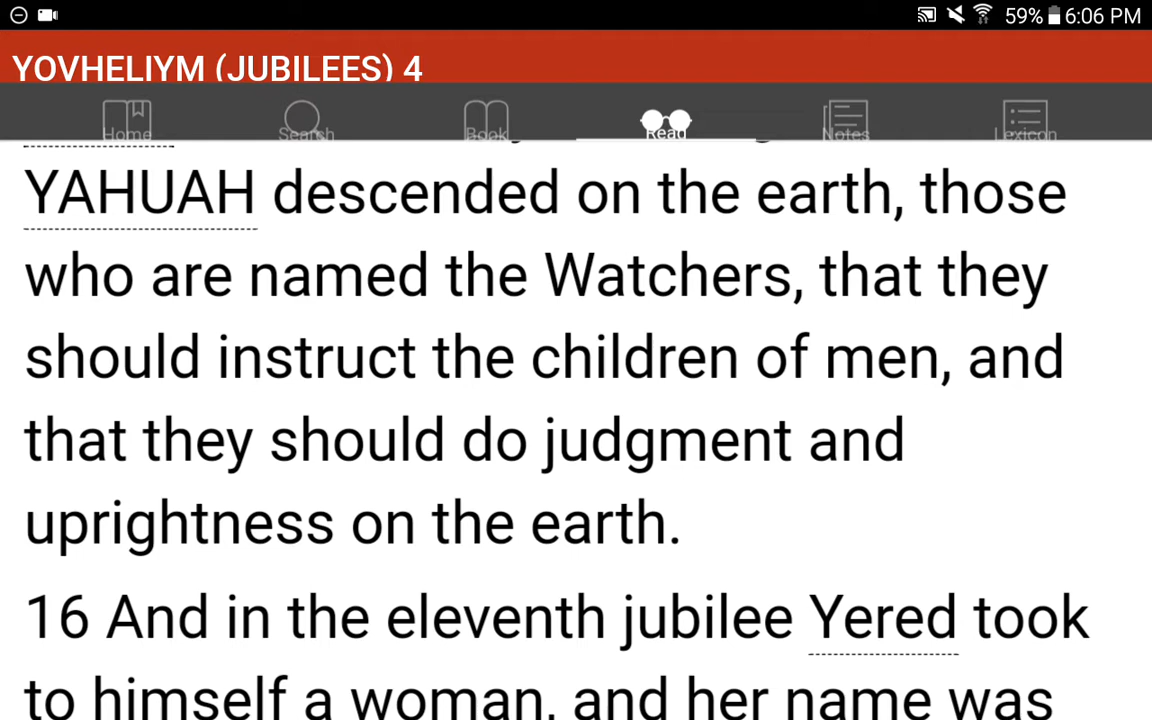 59% 6:06 PM
YOVHELIYM (JUBILEES) 4
Home Search Book Read Notes Lexicon
YAHUAH descended on the earth, those
who are named the Watchers, that they
should instruct the children of men, and
that they should do judgment and
uprightness on the earth.
16 And in the eleventh jubilee Yered took
to himself a woman, and her name was